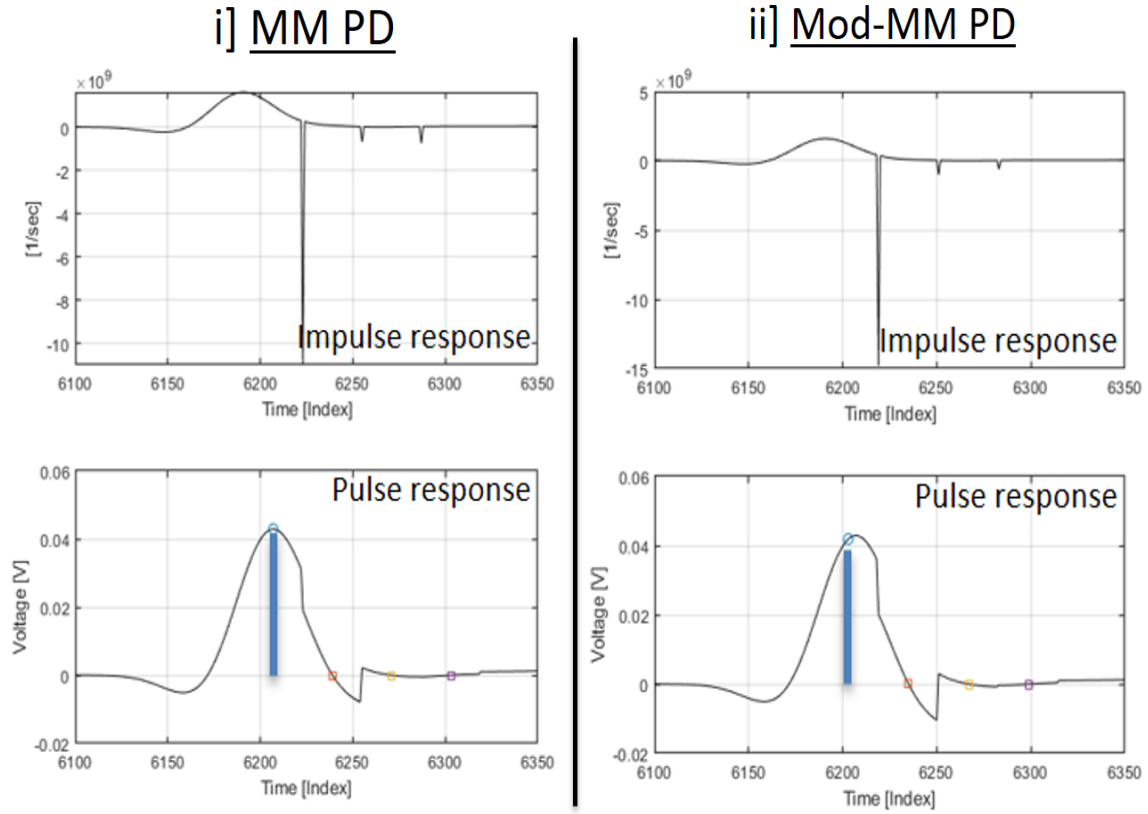 i] MM PD
ii] Mod-MM PD
×10^9
0
-2
-4
-6
-8
-10
[1/sec]
Impulse response
6100 6150 6200 6250 6300 6350
Time [Index]
×10^9
5
0
-5
-10
-15
[1/sec]
Impulse response
6100 6150 6200 6250 6300 6350
Time [Index]
0.06
0.04
0.02
0
-0.02
Voltage [V]
Pulse response
6100 6150 6200 6250 6300 6350
Time [Index]
0.06
0.04
0.02
0
-0.02
Voltage [V]
Pulse response
6100 6150 6200 6250 6300 6350
Time [Index]